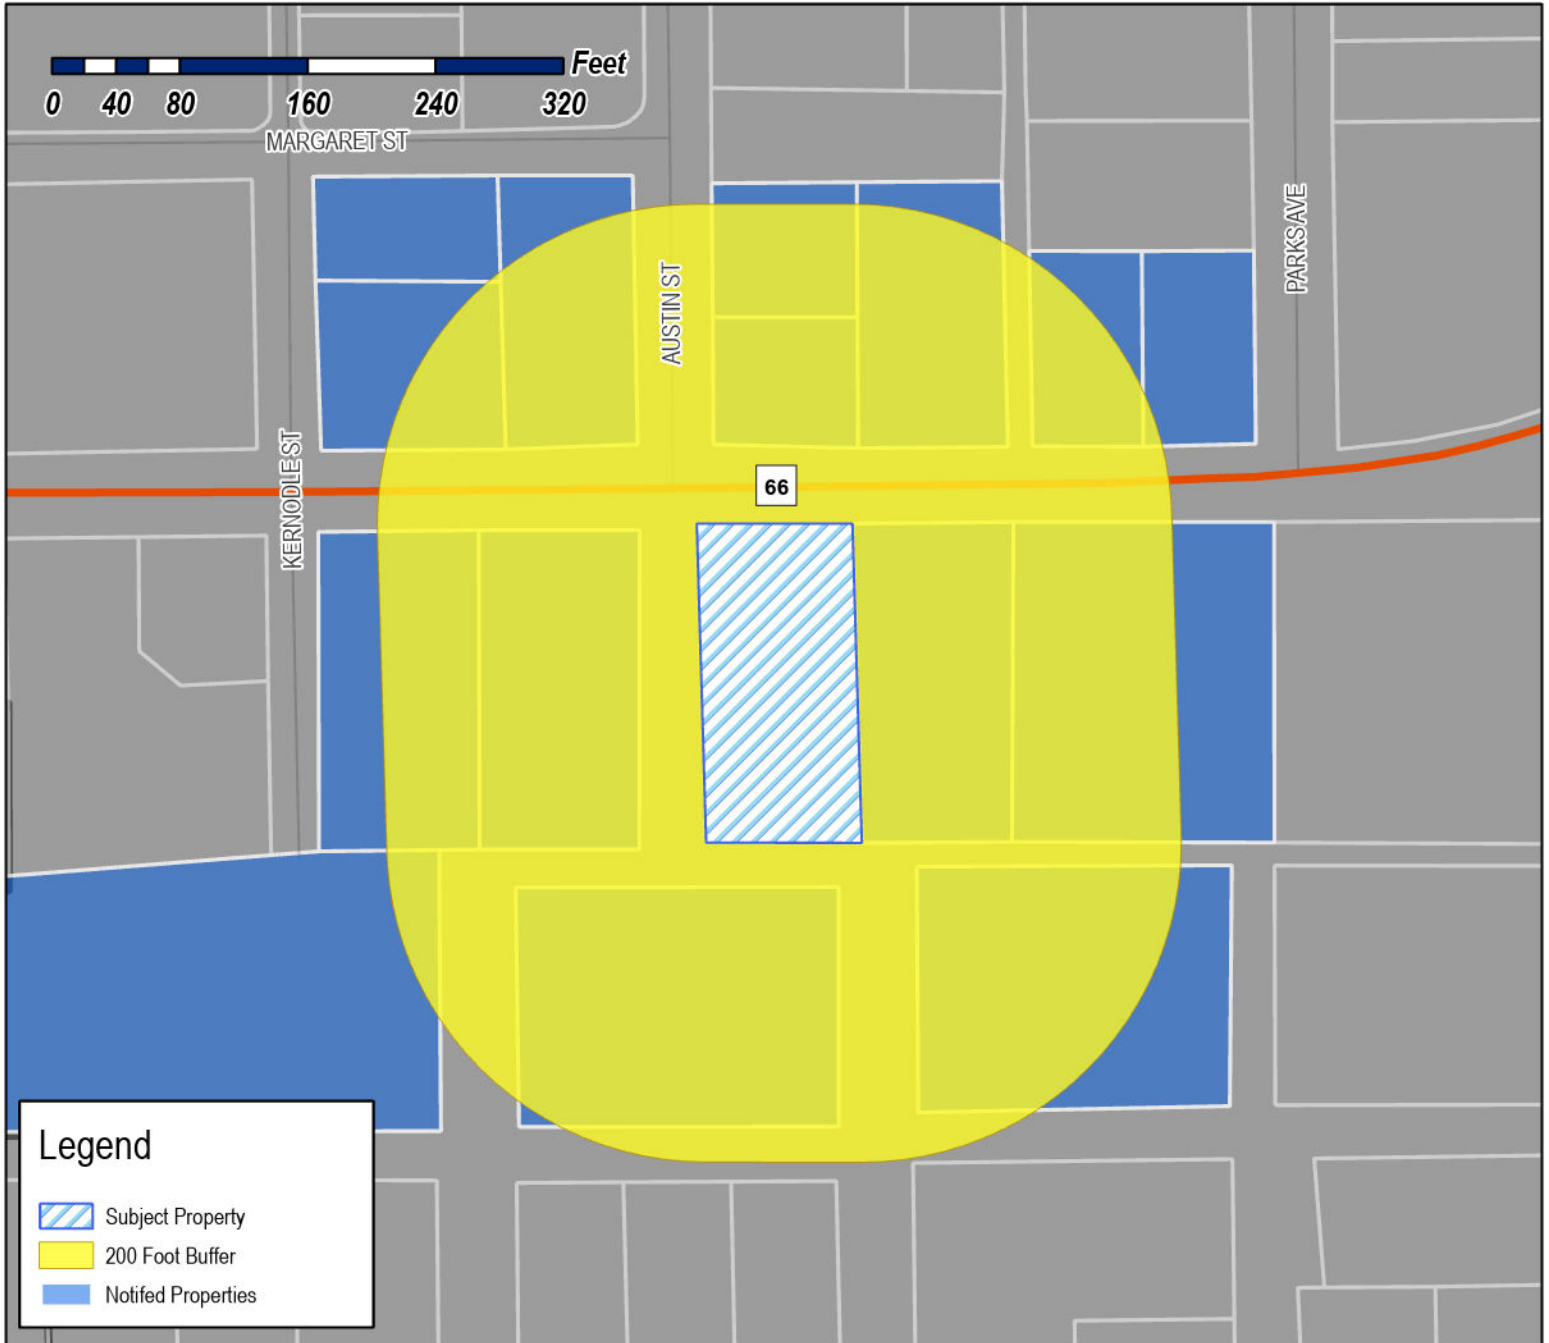 Feet
0 40 80 160 240 320
MARGARET ST
AUSTIN ST
PARKS AVE
KERNODLE ST
66
Legend
Subject Property
200 Foot Buffer
Notifed Properties